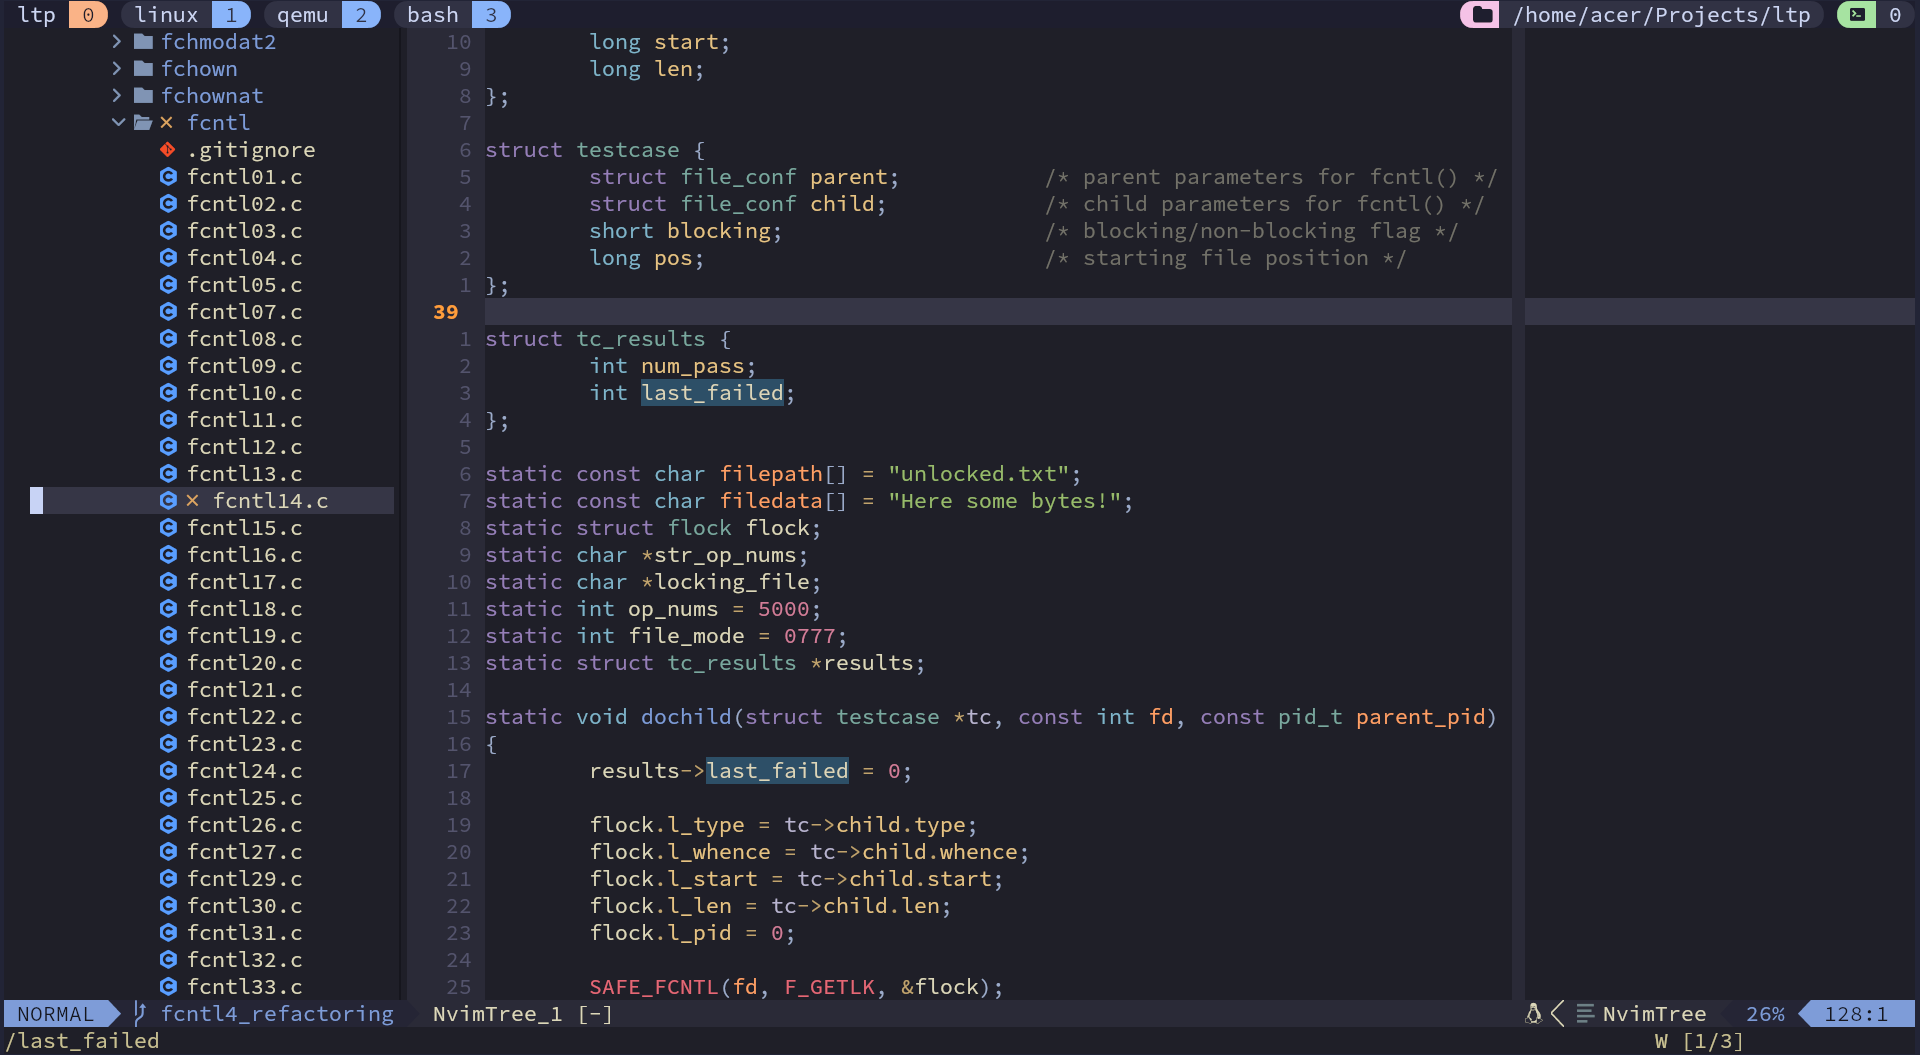 ltp 0 linux 1 qemu 2 bash 3 /home/acer/Projects/ltp 0
fchmodat2
fchown
fchownat
fcntl
.gitignore
fcntl01.c
fcntl02.c
fcntl03.c
fcntl04.c
fcntl05.c
fcntl07.c
fcntl08.c
fcntl09.c
fcntl10.c
fcntl11.c
fcntl12.c
fcntl13.c
fcntl14.c
fcntl15.c
fcntl16.c
fcntl17.c
fcntl18.c
fcntl19.c
fcntl20.c
fcntl21.c
fcntl22.c
fcntl23.c
fcntl24.c
fcntl25.c
fcntl26.c
fcntl27.c
fcntl29.c
fcntl30.c
fcntl31.c
fcntl32.c
fcntl33.c
10         long start;
9         long len;
8 };
7
6 struct testcase {
5         struct file_conf parent;           /* parent parameters for fcntl() */
4         struct file_conf child;            /* child parameters for fcntl() */
3         short blocking;                    /* blocking/non-blocking flag */
2         long pos;                          /* starting file position */
1 };
39
1 struct tc_results {
2         int num_pass;
3         int last_failed;
4 };
5
6 static const char filepath[] = "unlocked.txt";
7 static const char filedata[] = "Here some bytes!";
8 static struct flock flock;
9 static char *str_op_nums;
10 static char *locking_file;
11 static int op_nums = 5000;
12 static int file_mode = 0777;
13 static struct tc_results *results;
14
15 static void dochild(struct testcase *tc, const int fd, const pid_t parent_pid)
16 {
17         results->last_failed = 0;
18
19         flock.l_type = tc->child.type;
20         flock.l_whence = tc->child.whence;
21         flock.l_start = tc->child.start;
22         flock.l_len = tc->child.len;
23         flock.l_pid = 0;
24
25         SAFE_FCNTL(fd, F_GETLK, &flock);
NORMAL fcntl4_refactoring NvimTree_1 [-] NvimTree 26% 128:1
/last_failed W [1/3]